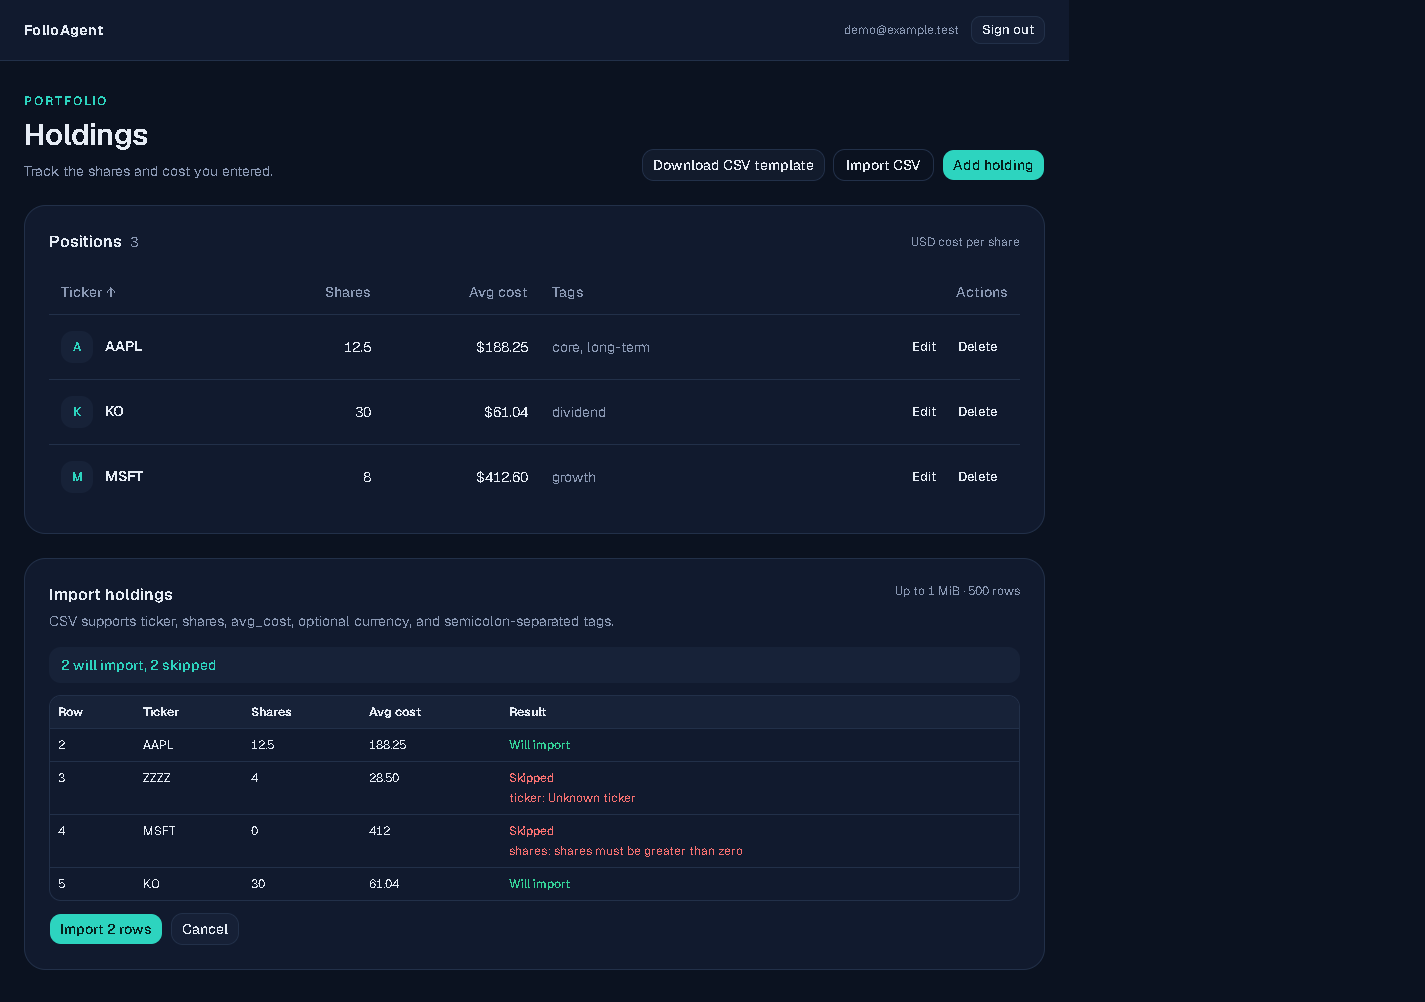 FolioAgent
demo@example.test
Sign out
PORTFOLIO
Holdings
Track the shares and cost you entered.
Download CSV template
Import CSV
Add holding
Positions 3
USD cost per share
Ticker ↑ Shares Avg cost Tags Actions
A AAPL 12.5 $188.25 core, long-term Edit Delete
K KO 30 $61.04 dividend Edit Delete
M MSFT 8 $412.60 growth Edit Delete
Import holdings
Up to 1 MiB · 500 rows
CSV supports ticker, shares, avg_cost, optional currency, and semicolon-separated tags.
2 will import, 2 skipped
Row Ticker Shares Avg cost Result
2 AAPL 12.5 188.25 Will import
3 ZZZZ 4 28.50 Skipped
ticker: Unknown ticker
4 MSFT 0 412 Skipped
shares: shares must be greater than zero
5 KO 30 61.04 Will import
Import 2 rows
Cancel